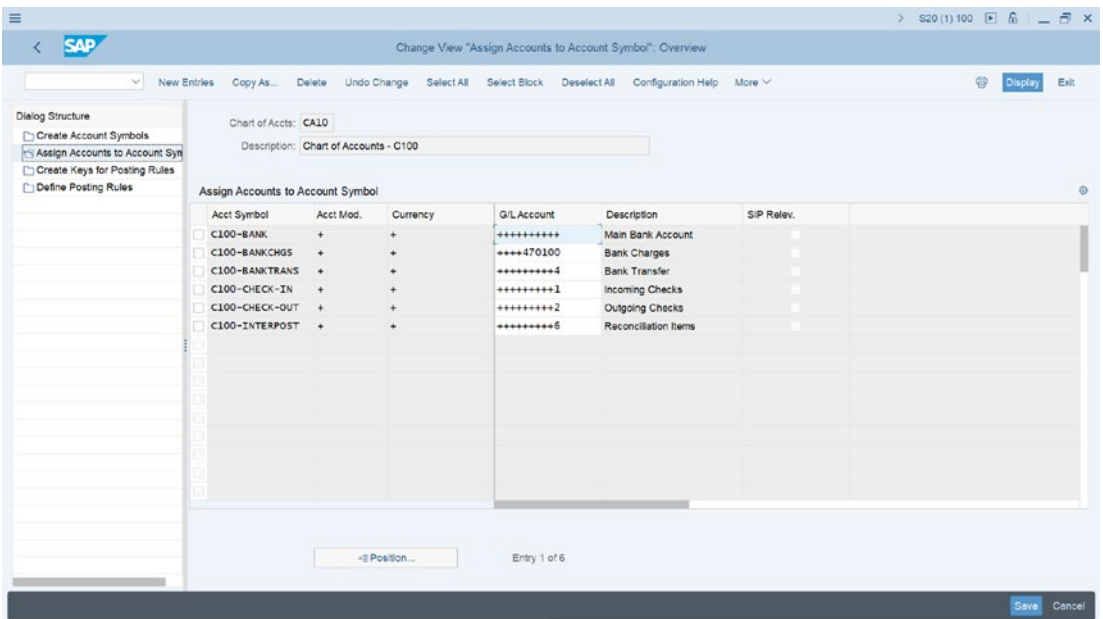 S20 (1) 100
SAP
Change View "Assign Accounts to Account Symbol": Overview
New Entries Copy As... Delete Undo Change Select All Select Block Deselect All Configuration Help More Display Exit
Dialog Structure
Create Account Symbols
Assign Accounts to Account Sym
Create Keys for Posting Rules
Define Posting Rules
Chart of Accts: CA10
Description: Chart of Accounts - C100
Assign Accounts to Account Symbol
Acct Symbol Acct Mod. Currency G/L Account Description SIP Relev.
C100-BANK + + ++++++++++ Main Bank Account
C100-BANKCHGS + + ++++470100 Bank Charges
C100-BANKTRANS + + +++++++++4 Bank Transfer
C100-CHECK-IN + + +++++++++1 Incoming Checks
C100-CHECK-OUT + + +++++++++2 Outgoing Checks
C100-INTERPOST + + +++++++++6 Reconciliation Items
Position... Entry 1 of 6
Save Cancel